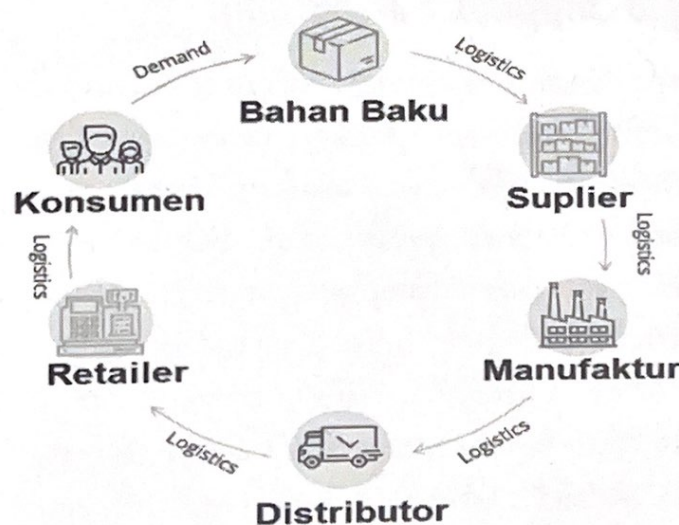 Demand
Bahan Baku
Logistics
Suplier
Logistics
Manufaktur
Logistics
Distributor
Logistics
Retailer
Logistics
Konsumen